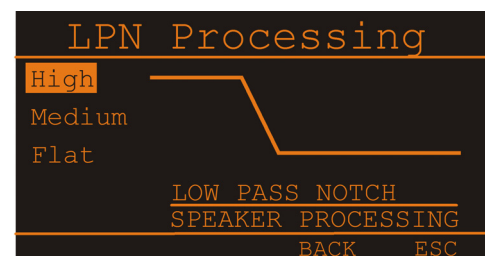 LPN Processing
High
Medium
Flat
LOW PASS NOTCH
SPEAKER PROCESSING
BACK ESC